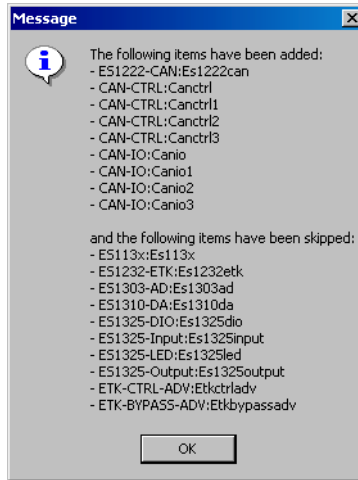 Message
The following items have been added:
- ES1222-CAN:Es1222can
- CAN-CTRL:Canctrl
- CAN-CTRL:Canctrl1
- CAN-CTRL:Canctrl2
- CAN-CTRL:Canctrl3
- CAN-IO:Canio
- CAN-IO:Canio1
- CAN-IO:Canio2
- CAN-IO:Canio3
and the following items have been skipped:
- ES113x:Es113x
- ES1232-ETK:Es1232etk
- ES1303-AD:Es1303ad
- ES1310-DA:Es1310da
- ES1325-DIO:Es1325dio
- ES1325-Input:Es1325input
- ES1325-LED:Es1325led
- ES1325-Output:Es1325output
- ETK-CTRL-ADV:Etkctrladv
- ETK-BYPASS-ADV:Etkbypassadv
OK